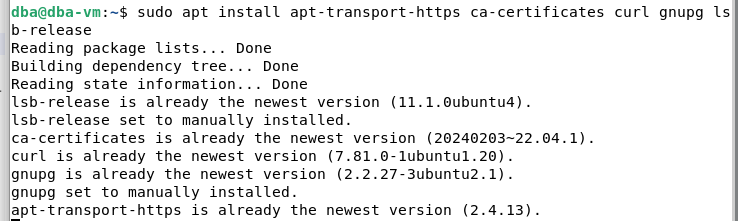 dba@dba-vm:~$ sudo apt install apt-transport-https ca-certificates curl gnupg ls
b-release
Reading package lists... Done
Building dependency tree... Done
Reading state information... Done
lsb-release is already the newest version (11.1.0ubuntu4).
lsb-release set to manually installed.
ca-certificates is already the newest version (20240203~22.04.1).
curl is already the newest version (7.81.0-1ubuntu1.20).
gnupg is already the newest version (2.2.27-3ubuntu2.1).
gnupg set to manually installed.
apt-transport-https is already the newest version (2.4.13).